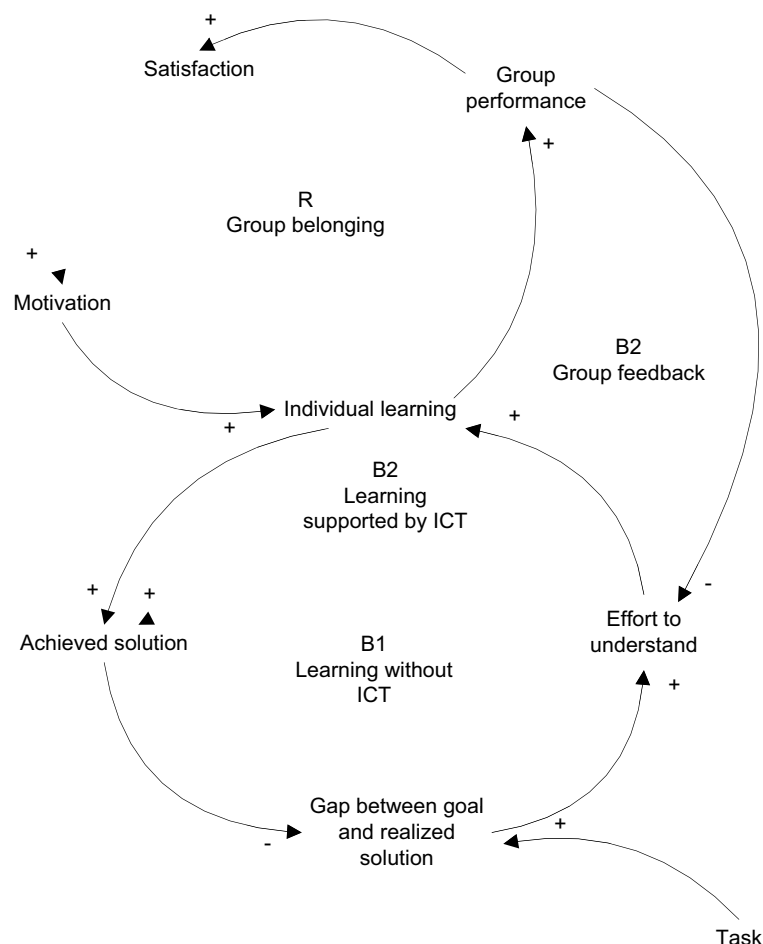 +
Satisfaction
Group
performance
+
R
Group belonging
+
Motivation
B2
Group feedback
Individual learning
+
+
B2
Learning
supported by ICT
+
+
-
Achieved solution
Effort to
understand
B1
Learning without
ICT
+
Gap between goal
and realized
solution
+
-
Task